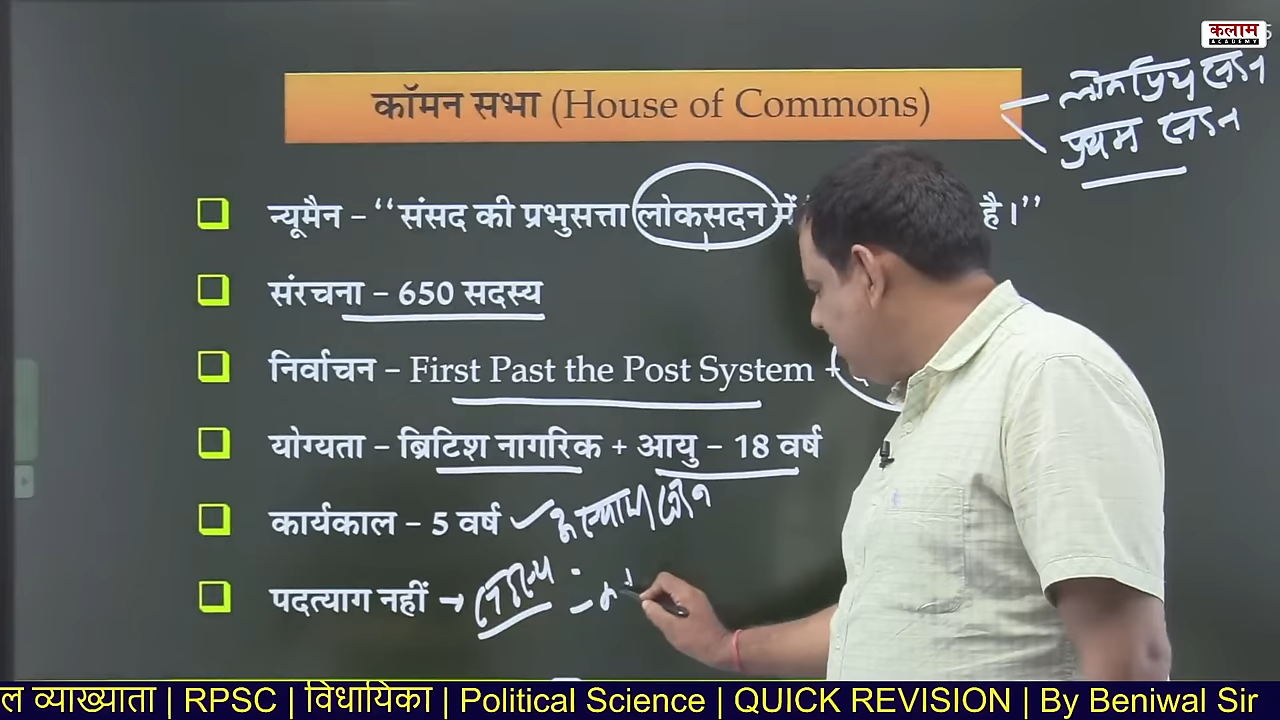 कलाम
ACADEMY
कॉमन सभा (House of Commons)
लोकप्रिय सदन
प्रथम सदन
न्यूमैन – “संसद की प्रभुसत्ता लोकसदन में है।”
संरचना – 650 सदस्य
निर्वाचन – First Past the Post System +
योग्यता – ब्रिटिश नागरिक + आयु – 18 वर्ष
कार्यकाल – 5 वर्ष अस्थायी सदन
पदत्याग नहीं →
ल व्याख्याता | RPSC | विधायिका | Political Science | QUICK REVISION | By Beniwal Sir